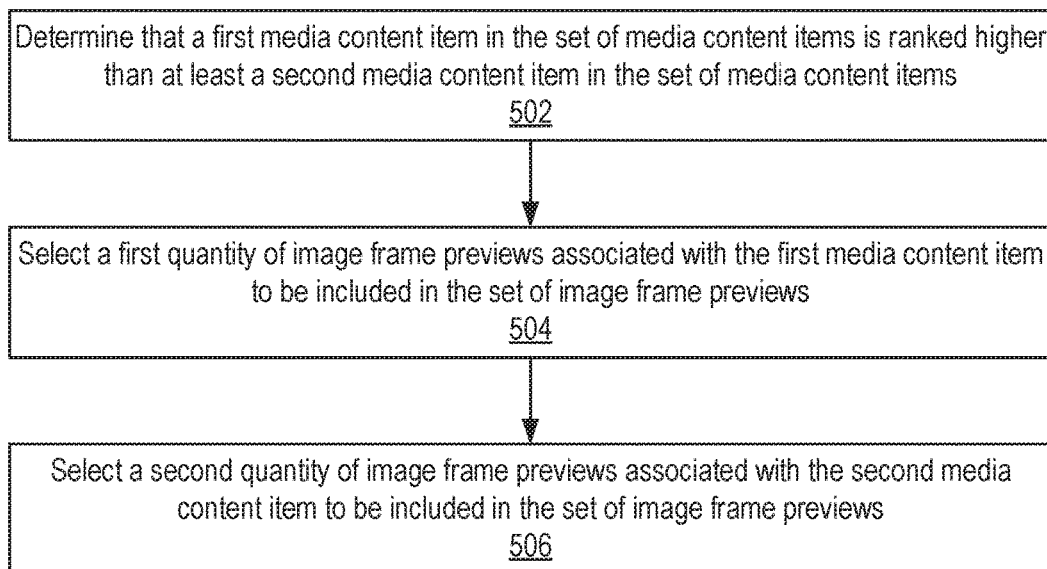 Determine that a first media content item in the set of media content items is ranked higher
than at least a second media content item in the set of media content items
502
Select a first quantity of image frame previews associated with the first media content item
to be included in the set of image frame previews
504
Select a second quantity of image frame previews associated with the second media
content item to be included in the set of image frame previews
506